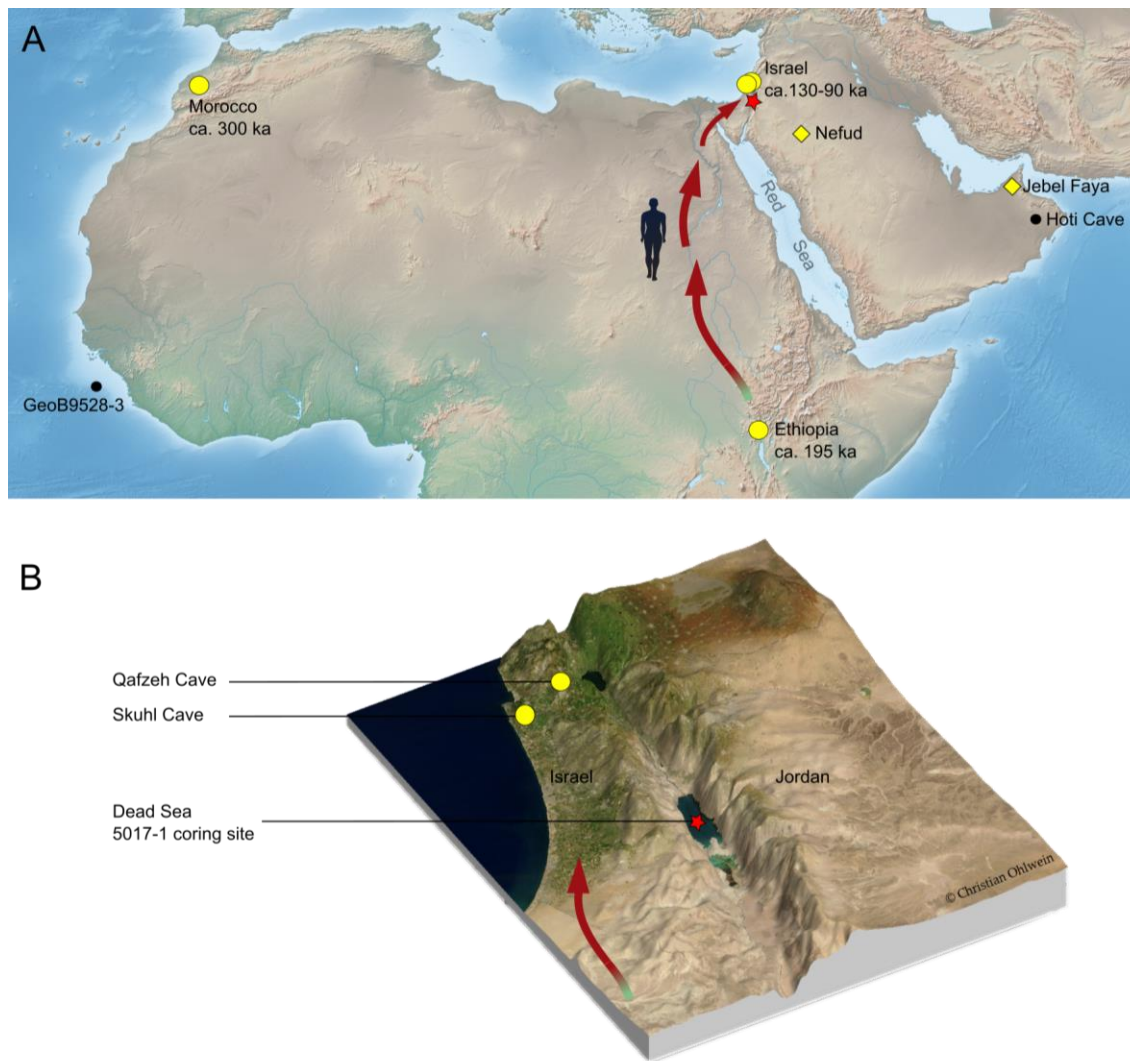 A
Morocco
ca. 300 ka
Israel
ca.130-90 ka
Nefud
Jebel Faya
Hoti Cave
Red
Sea
GeoB9528-3
Ethiopia
ca. 195 ka
B
Qafzeh Cave
Skuhl Cave
Israel
Jordan
Dead Sea
5017-1 coring site
© Christian Ohlwein